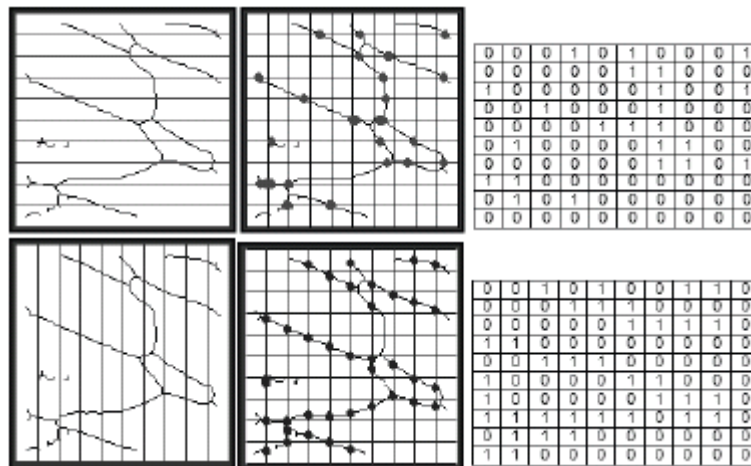 0 0 0 1 0 1 0 0 0 1
0 0 0 0 0 1 1 0 0 0
1 0 0 0 0 0 1 0 0 1
0 0 1 0 0 0 1 0 0 0
0 0 0 0 1 1 1 0 0 0
0 1 0 0 0 0 1 1 0 0
0 0 0 0 0 0 1 1 0 1
1 1 0 0 0 0 0 0 0 0
0 1 0 1 0 0 0 0 0 0
0 0 0 0 0 0 0 0 0 0
0 0 1 0 1 0 0 1 1 0
0 0 0 1 1 1 0 0 0 0
0 0 0 0 0 1 1 1 1 0
1 1 0 0 0 0 0 0 0 0
0 0 1 1 1 0 0 0 0 0
1 0 0 0 0 1 1 0 0 0
1 0 0 0 0 0 1 1 1 0
1 1 1 1 1 1 0 1 1 0
0 1 1 1 0 0 0 0 0 0
1 1 0 0 0 0 0 0 0 0